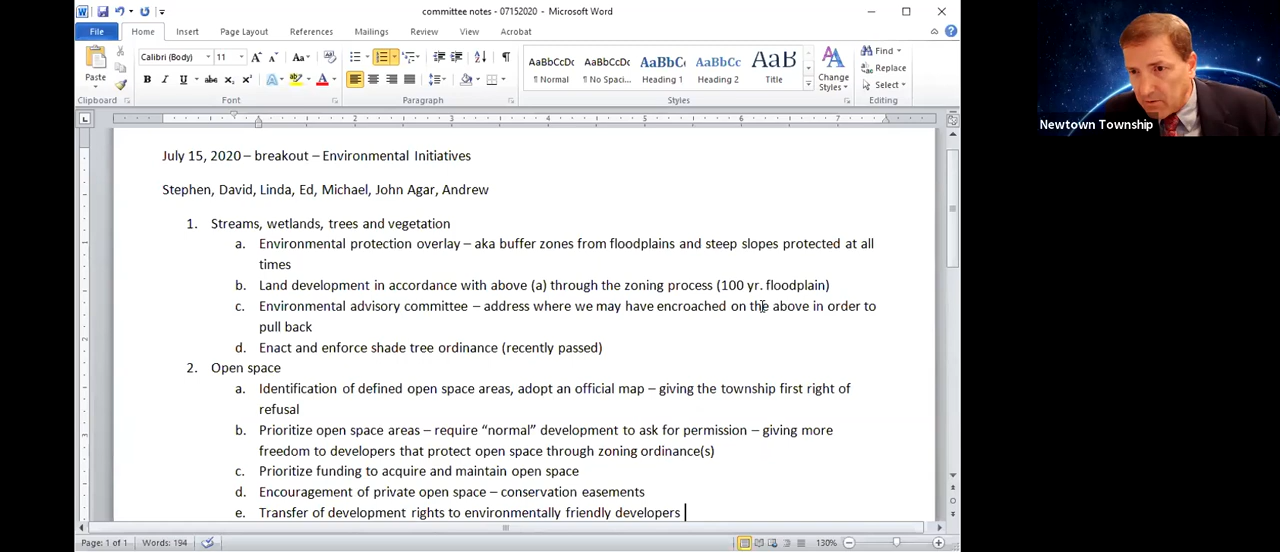 committee notes - 07152020 - Microsoft Word
File Home Insert Page Layout References Mailings Review View Acrobat
Calibri (Body) 11
AaBbCcDc AaBbCcDc AaBbCc AaBbCc AaB
¶ Normal ¶ No Spaci... Heading 1 Heading 2 Title
Paste
Change Styles
Find
Replace
Select
Clipboard Font Paragraph Styles Editing
1 2 3 4 5 6 7
July 15, 2020 – breakout – Environmental Initiatives
Stephen, David, Linda, Ed, Michael, John Agar, Andrew
1. Streams, wetlands, trees and vegetation
a. Environmental protection overlay – aka buffer zones from floodplains and steep slopes protected at all
times
b. Land development in accordance with above (a) through the zoning process (100 yr. floodplain)
c. Environmental advisory committee – address where we may have encroached on the above in order to
pull back
d. Enact and enforce shade tree ordinance (recently passed)
2. Open space
a. Identification of defined open space areas, adopt an official map – giving the township first right of
refusal
b. Prioritize open space areas – require “normal” development to ask for permission – giving more
freedom to developers that protect open space through zoning ordinance(s)
c. Prioritize funding to acquire and maintain open space
d. Encouragement of private open space – conservation easements
e. Transfer of development rights to environmentally friendly developers
Page: 1 of 1 Words: 194 130%
Newtown Township